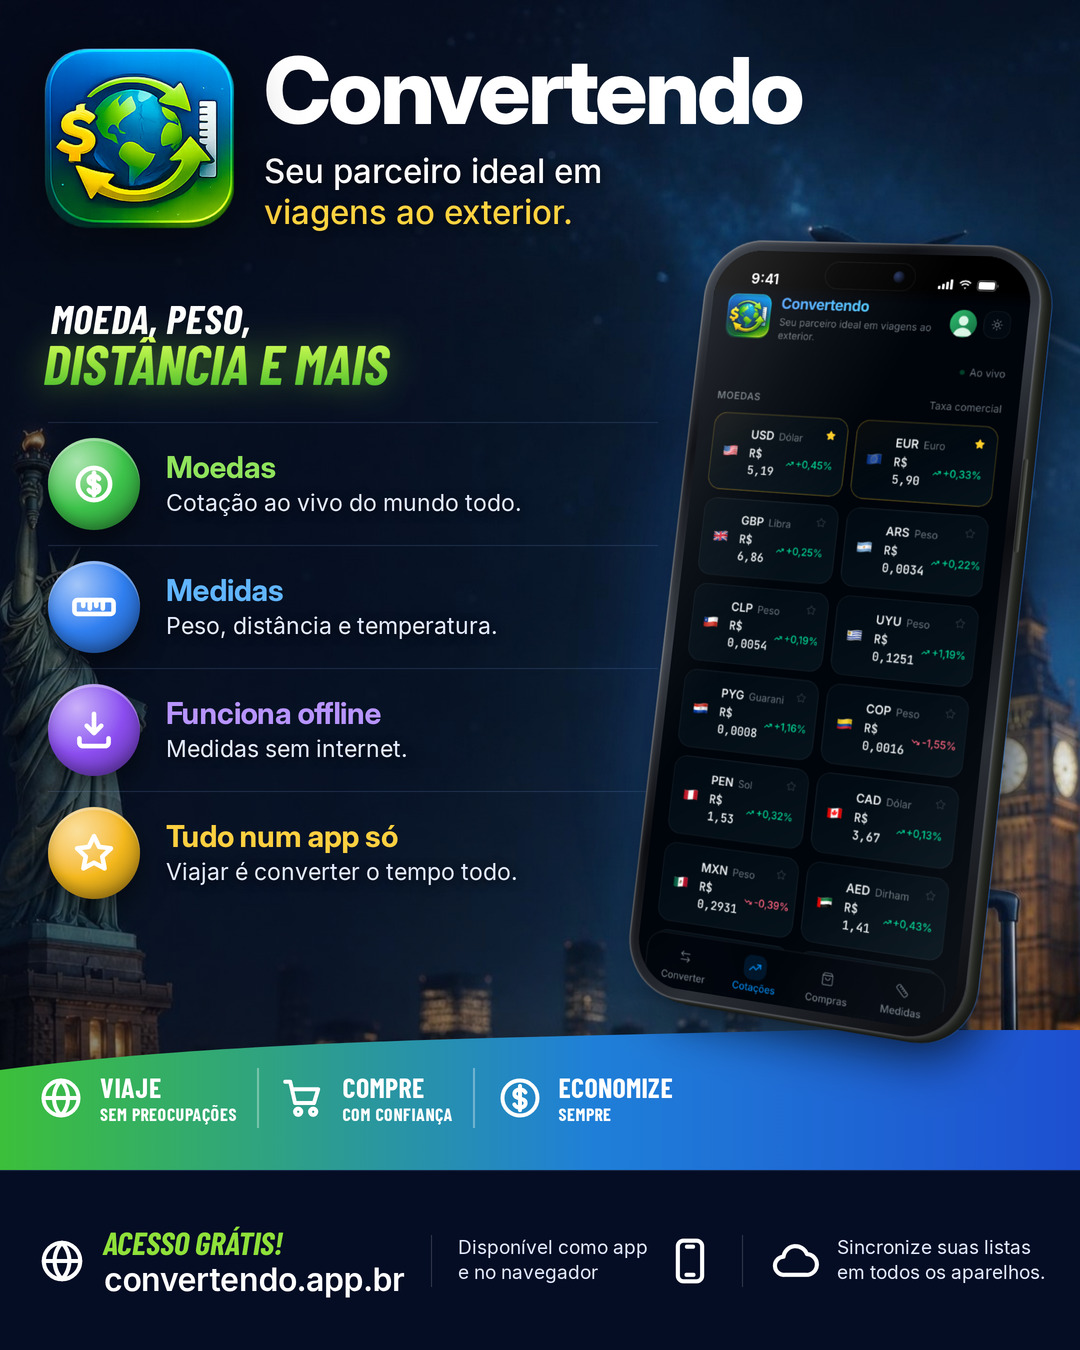 Convertendo
Seu parceiro ideal em
viagens ao exterior.
MOEDA, PESO,
DISTÂNCIA E MAIS
Moedas
Cotação ao vivo do mundo todo.
Medidas
Peso, distância e temperatura.
Funciona offline
Medidas sem internet.
Tudo num app só
Viajar é converter o tempo todo.
9:41
Convertendo
Seu parceiro ideal em viagens ao
exterior.
Ao vivo
MOEDAS
Taxa comercial
USD Dólar
R$
5,19
+0,45%
EUR Euro
R$
5,90
+0,33%
GBP Libra
R$
6,86
+0,25%
ARS Peso
R$
0,0034
+0,22%
CLP Peso
R$
0,0054
+0,19%
UYU Peso
R$
0,1251
+1,19%
PYG Guarani
R$
0,0008
+1,16%
COP Peso
R$
0,0016
-1,55%
PEN Sol
R$
1,53
+0,32%
CAD Dólar
R$
3,67
+0,13%
MXN Peso
R$
0,2931
-0,39%
AED Dirham
R$
1,41
+0,43%
Converter
Cotações
Compras
Medidas
VIAJE
SEM PREOCUPAÇÕES
COMPRE
COM CONFIANÇA
ECONOMIZE
SEMPRE
ACESSO GRÁTIS!
convertendo.app.br
Disponível como app
e no navegador
Sincronize suas listas
em todos os aparelhos.